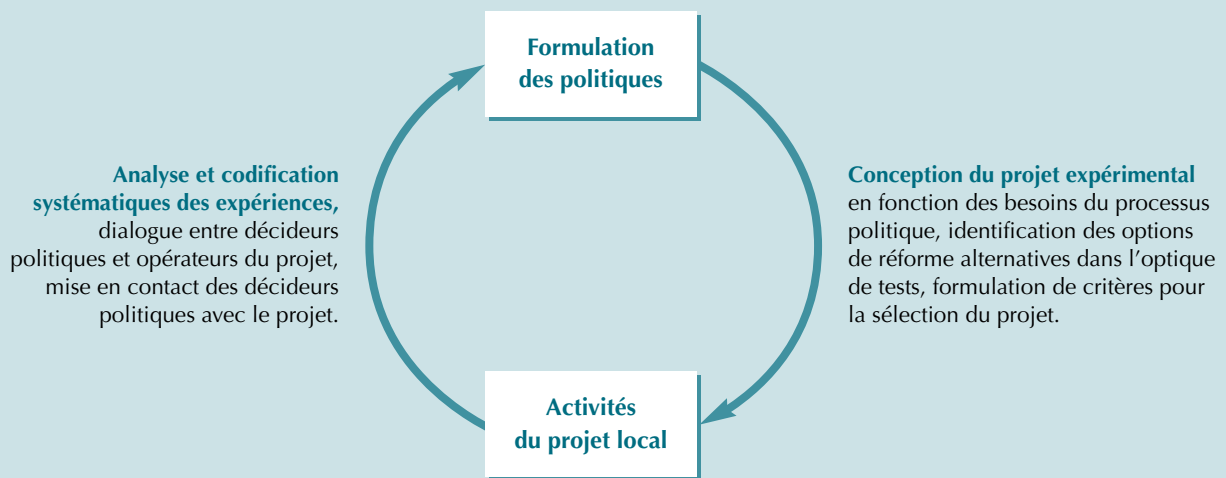 Formulation
des politiques
Analyse et codification
systématiques des expériences,
dialogue entre décideurs
politiques et opérateurs du projet,
mise en contact des décideurs
politiques avec le projet.
Conception du projet expérimental
en fonction des besoins du processus
politique, identification des options
de réforme alternatives dans l’optique
de tests, formulation de critères pour
la sélection du projet.
Activités
du projet local